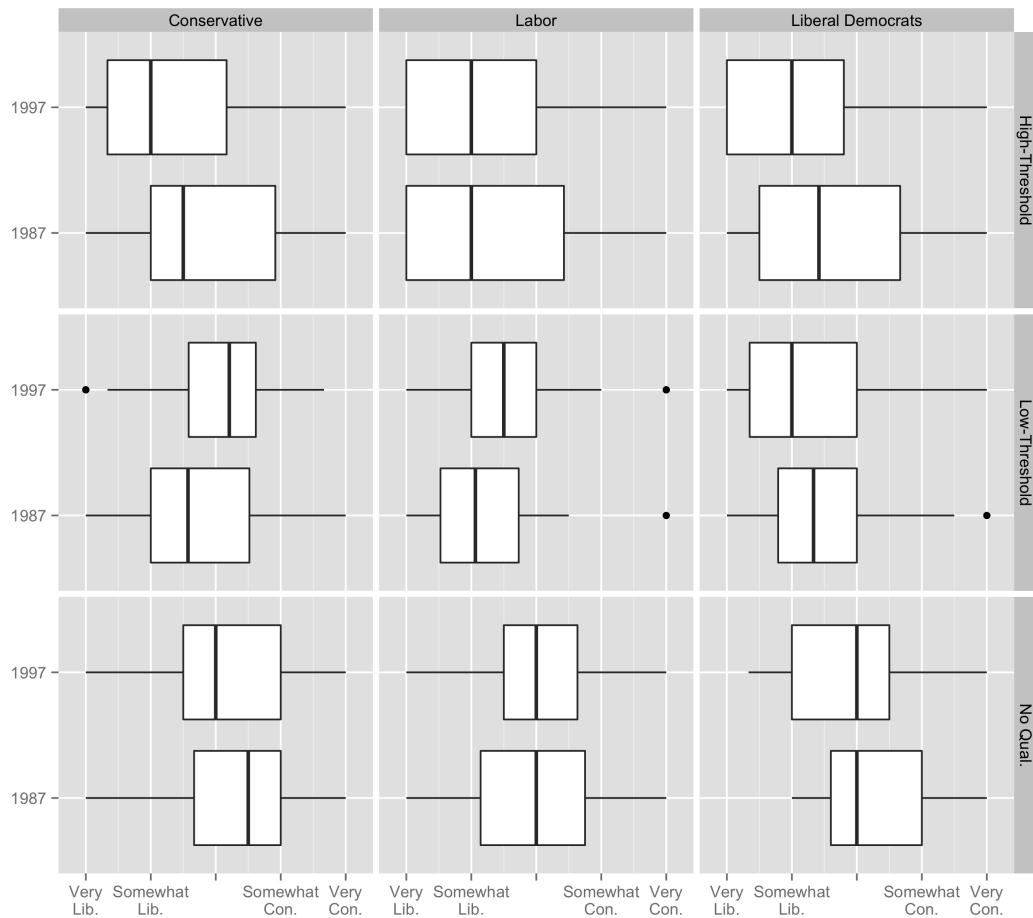 Conservative
Labor
Liberal Democrats
1997
1987
High-Threshold
1997
1987
Low-Threshold
1997
1987
No Qual.
Very Somewhat Somewhat Very Very Somewhat Somewhat Very Very Somewhat Somewhat Very
Lib. Lib. Con. Con. Lib. Lib. Con. Con. Lib. Lib. Con. Con.